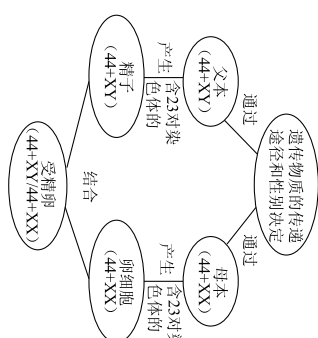 遗传物质的传递
途径和性别决定
通过
通过
父本
(44+XY)
母本
(44+XX)
产生
含23对染
色体的
产生
含23对染
色体的
精子
(44+XY)
卵细胞
(44+XX)
结合
受精卵
(44+XY/44+XX)